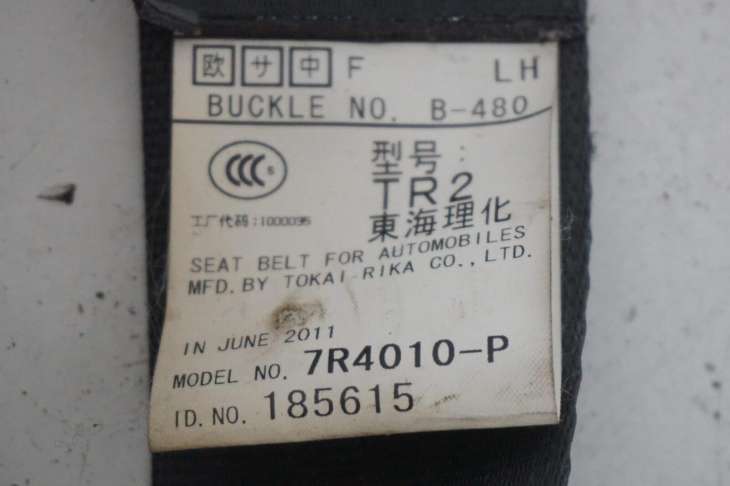 欧 サ 中 F LH
BUCKLE NO. B-480
CCC S
型号:
TR2
工厂代码:1000095
東海理化
SEAT BELT FOR AUTOMOBILES
MFD. BY TOKAI-RIKA CO., LTD.
IN JUNE 2011
MODEL NO. 7R4010-P
ID. NO. 185615